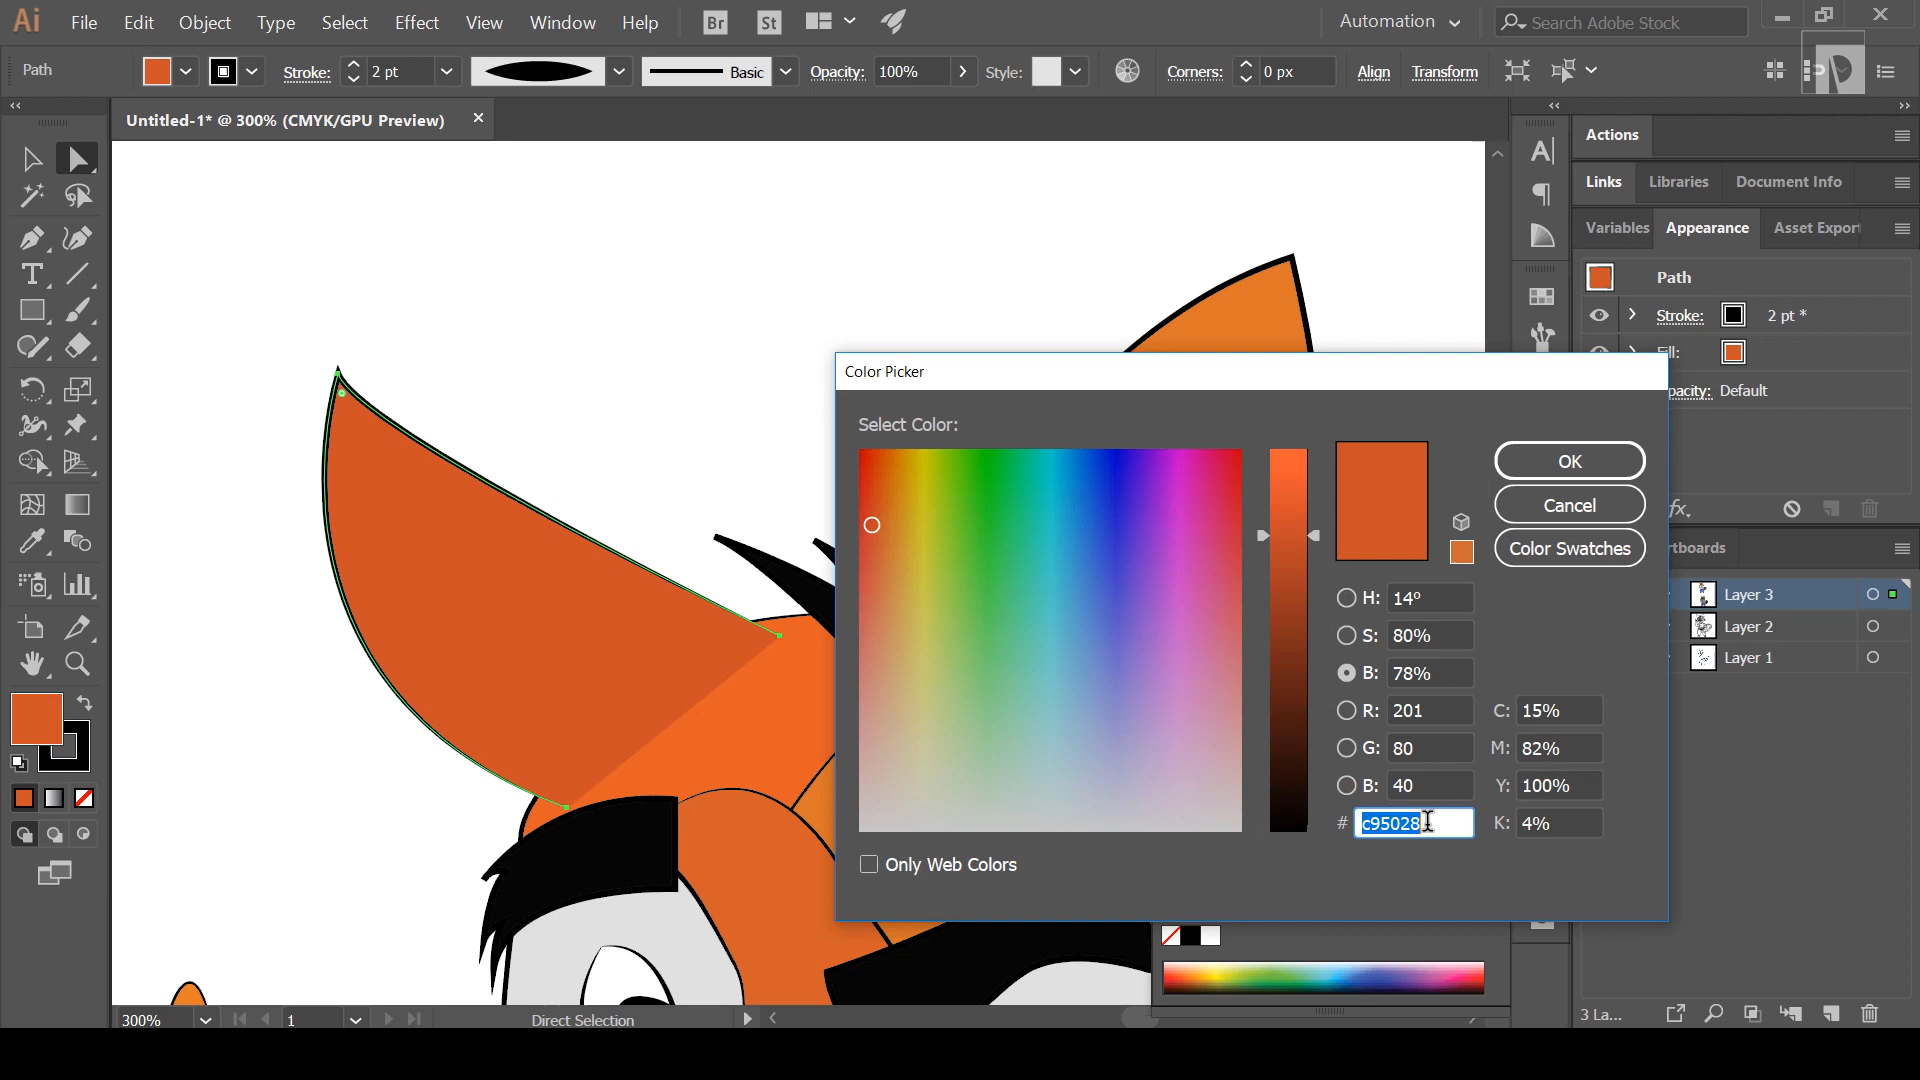 Ai File Edit Object Type Select Effect View Window Help Br St Automation Search Adobe Stock
Path Stroke: 2 pt Basic Opacity: 100% Style: Corners: 0 px Align Transform
Untitled-1* @ 300% (CMYK/GPU Preview)
Actions
Links Libraries Document Info
Variables Appearance Asset Export
Path
Stroke: 2 pt *
Fill:
Opacity: Default
fx.
Color Picker
Select Color:
OK
Cancel
Color Swatches
H: 14º
S: 80%
B: 78%
R: 201 C: 15%
G: 80 M: 82%
B: 40 Y: 100%
# c95028 K: 4%
Only Web Colors
rtboards
Layer 3
Layer 2
Layer 1
300% 1 Direct Selection
3 La...